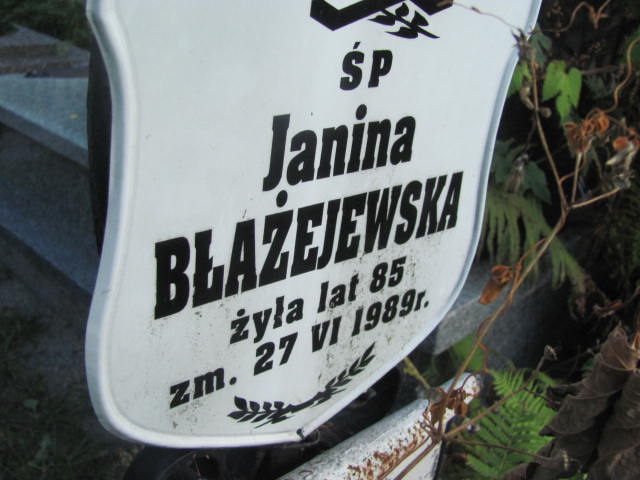 ŚP
Janina
BŁAŻEJEWSKA
żyła lat 85
zm. 27 VI 1989r.